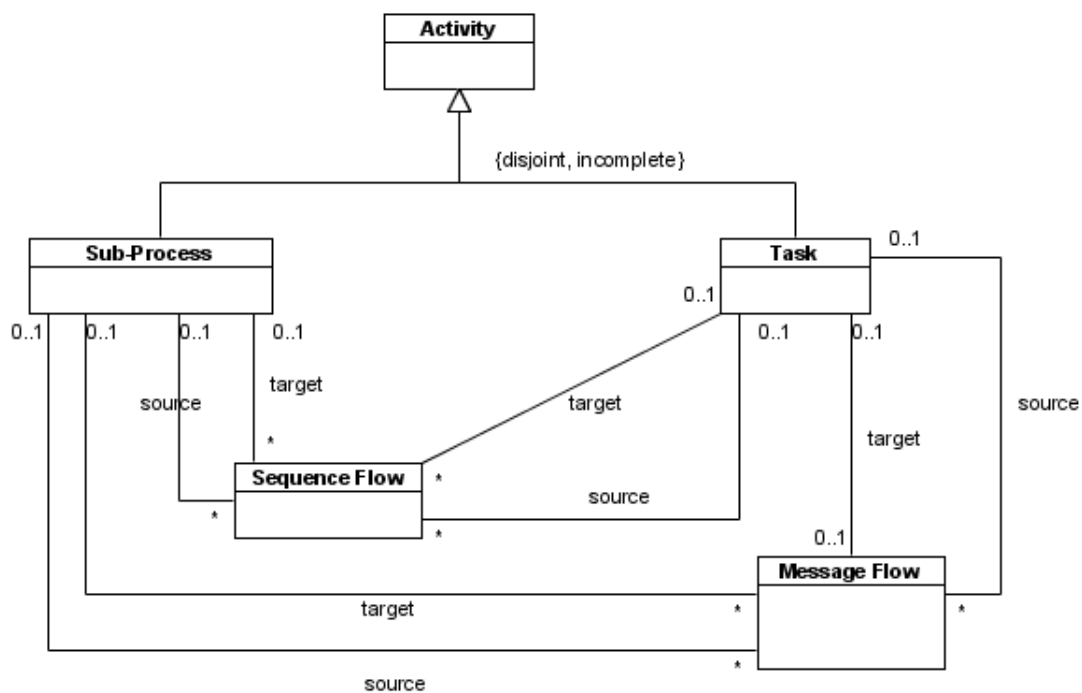 Activity
{disjoint, incomplete}
Sub-Process
Task
0..1
0..1
0..1
0..1
0..1
0..1
0..1
0..1
target
source
target
source
target
*
*
Sequence Flow
*
source
*
*
0..1
Message Flow
target
*
*
*
source